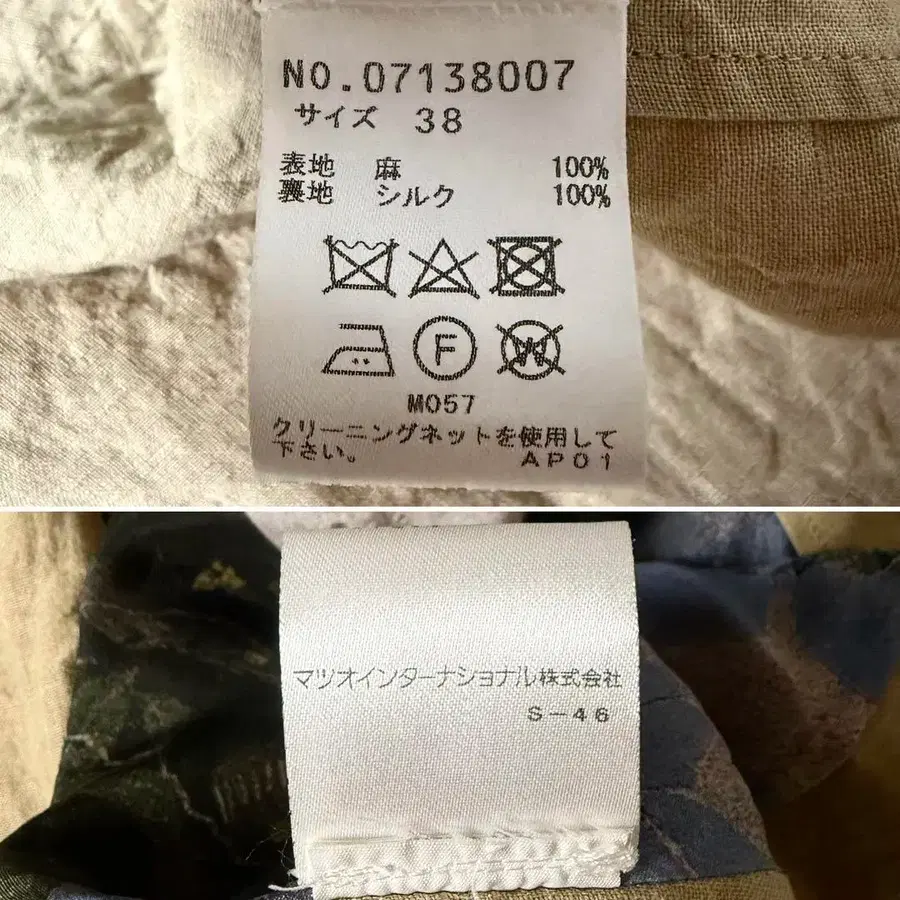 NO.07138007
サイズ 38
表地 麻 100%
裏地 シルク 100%
F
W
M057
クリーニングネットを使用して
下さい。 AP01
マツオインターナショナル株式会社
S-46